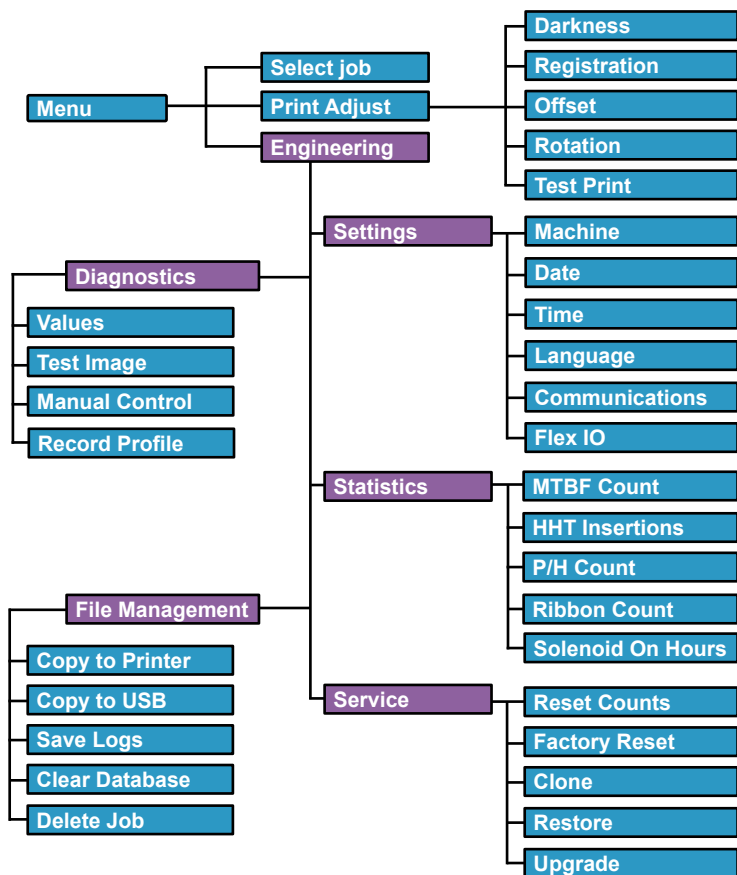 Menu
Select job
Print Adjust
Engineering
Darkness
Registration
Offset
Rotation
Test Print
Settings
Machine
Date
Time
Language
Communications
Flex IO
Diagnostics
Values
Test Image
Manual Control
Record Profile
Statistics
MTBF Count
HHT Insertions
P/H Count
Ribbon Count
Solenoid On Hours
File Management
Copy to Printer
Copy to USB
Save Logs
Clear Database
Delete Job
Service
Reset Counts
Factory Reset
Clone
Restore
Upgrade